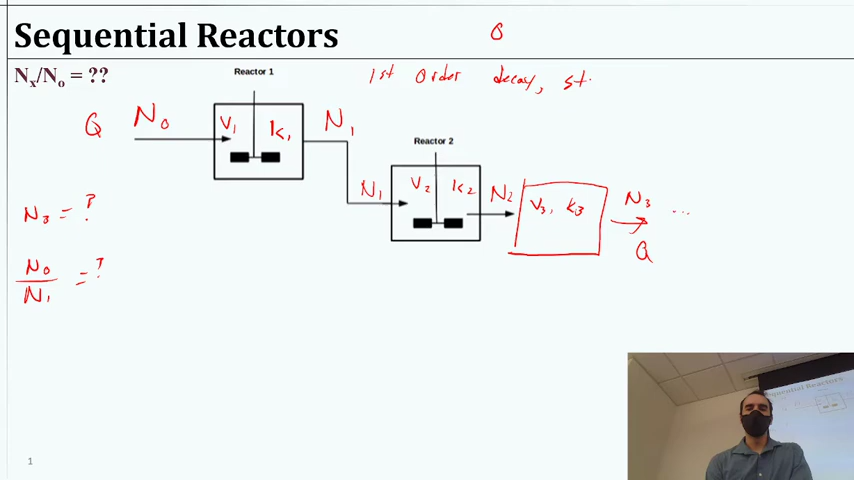 Sequential Reactors
Nx/No = ??
1st Order decay, st.
Reactor 1
Q N0
V1 K1
N1
Reactor 2
N1
V2 K2
N2
V3, K3
N3 ...
Q
N3 = ?
N0/N1 = ?
1